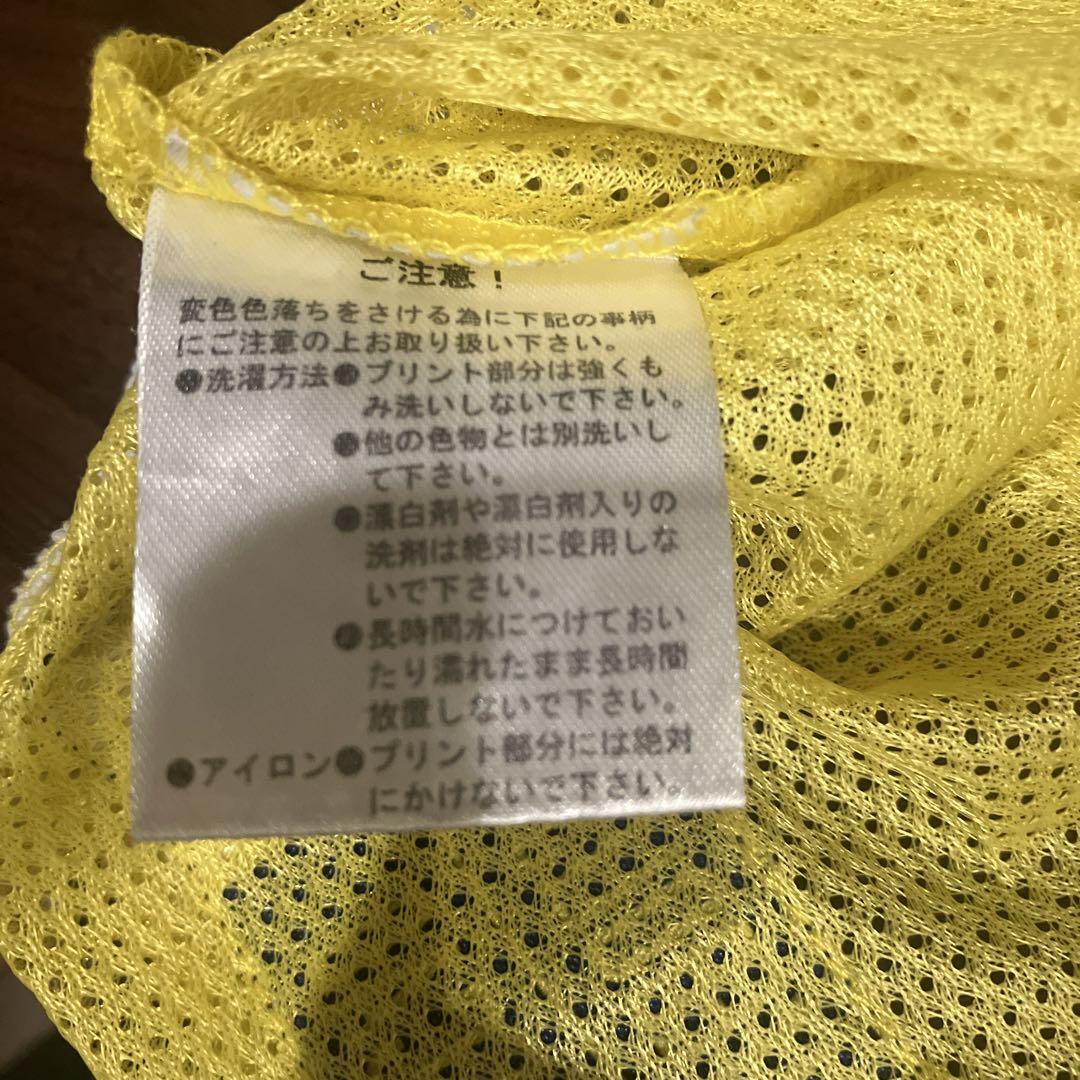 ご注意!
変色色落ちをさける為に下記の事柄
にご注意の上お取り扱い下さい。
●洗濯方法●プリント部分は強くも
み洗いしないで下さい。
●他の色物とは別洗いし
て下さい。
●漂白剤や漂白剤入りの
洗剤は絶対に使用しな
いで下さい。
●長時間水につけておい
たり濡れたまま長時間
放置しないで下さい。
●アイロン●プリント部分には絶対
にかけないで下さい。